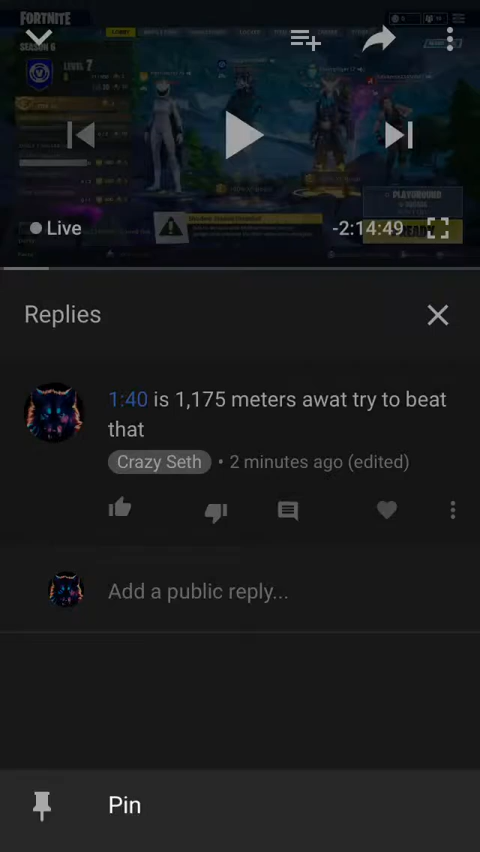 FORTNITE
SEASON 6
LEVEL 7
PLAYGROUND
Live
-2:14:49
Replies
1:40 is 1,175 meters awat try to beat
that
Crazy Seth • 2 minutes ago (edited)
Add a public reply...
Pin